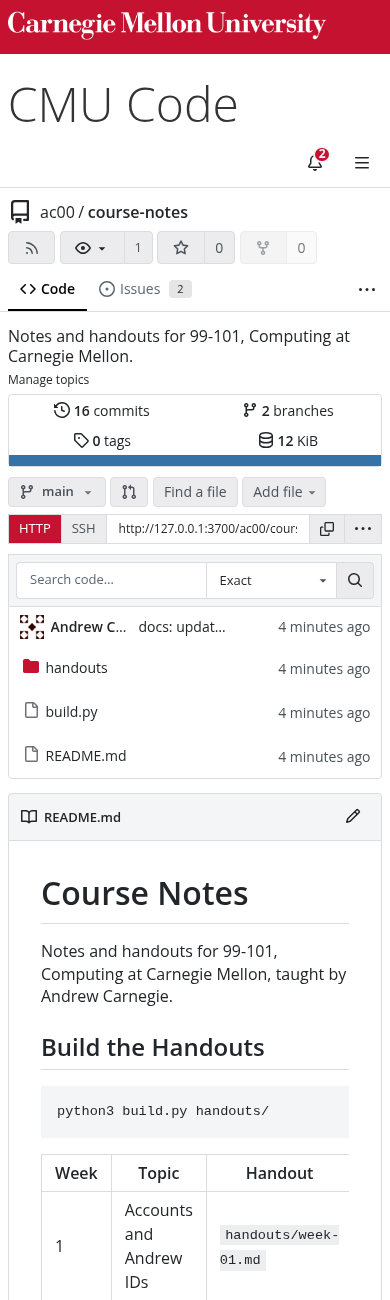 Carnegie Mellon University
CMU Code
2
ac00 / course-notes
1
0
0
Code
Issues 2
Notes and handouts for 99-101, Computing at
Carnegie Mellon.
Manage topics
16 commits
2 branches
0 tags
12 KiB
main
Find a file
Add file
HTTP SSH http://127.0.0.1:3700/ac00/cour
Search code...
Exact
Andrew C... docs: updat... 4 minutes ago
handouts 4 minutes ago
build.py 4 minutes ago
README.md 4 minutes ago
README.md
Course Notes
Notes and handouts for 99-101,
Computing at Carnegie Mellon, taught by
Andrew Carnegie.
Build the Handouts
python3 build.py handouts/
Week Topic Handout
1
Accounts
and
Andrew
IDs
handouts/week-
01.md